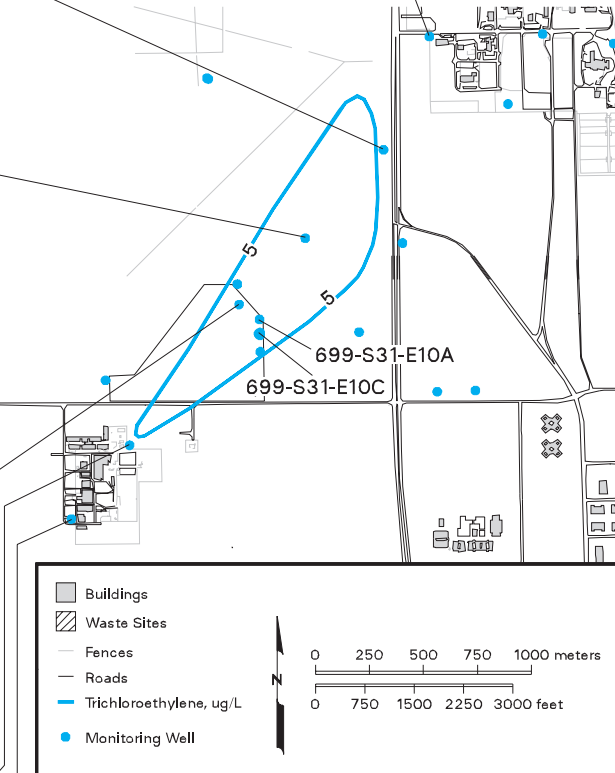 5
5
699-S31-E10A
699-S31-E10C
Buildings
Waste Sites
Fences
Roads
Trichloroethylene, ug/L
Monitoring Well
N
0 250 500 750 1000 meters
0 750 1500 2250 3000 feet